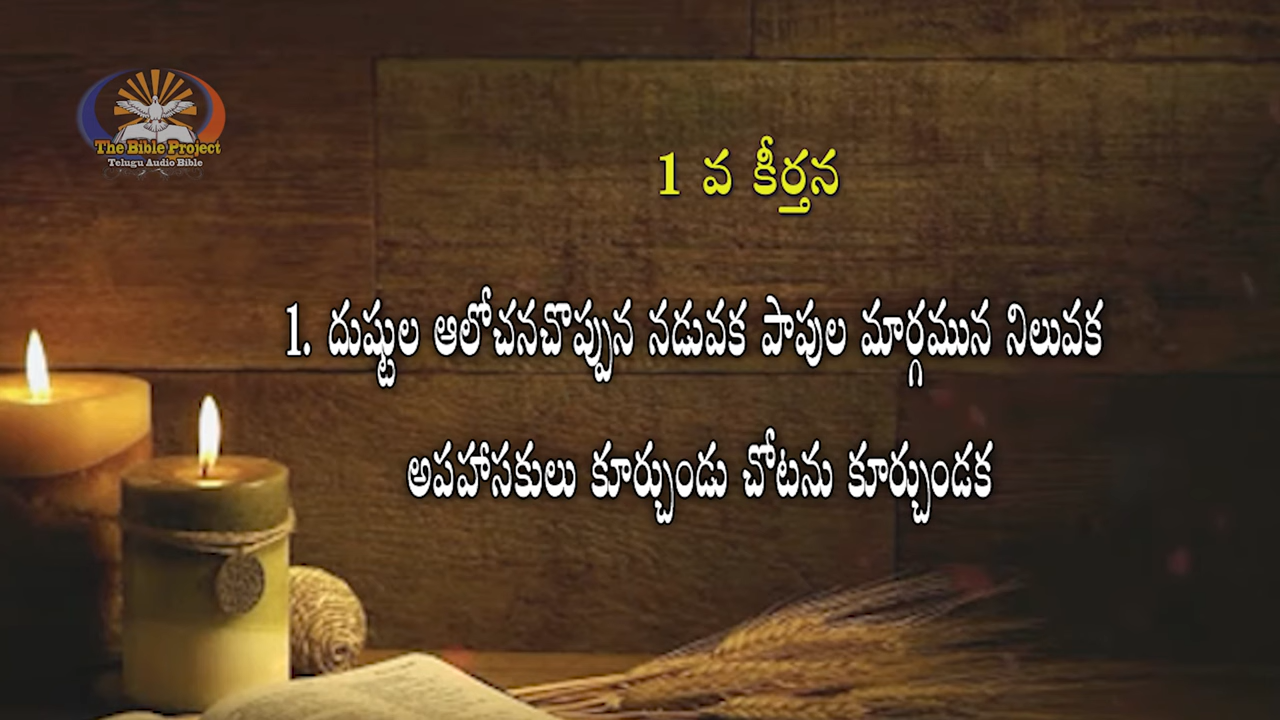 The Bible Project
Telugu Audio Bible
1 వ కీర్తన
1. దుష్టుల ఆలోచనచొప్పున నడువక పాపుల మార్గమున నిలువక
అపహాసకులు కూర్చుండు చోటను కూర్చుండక